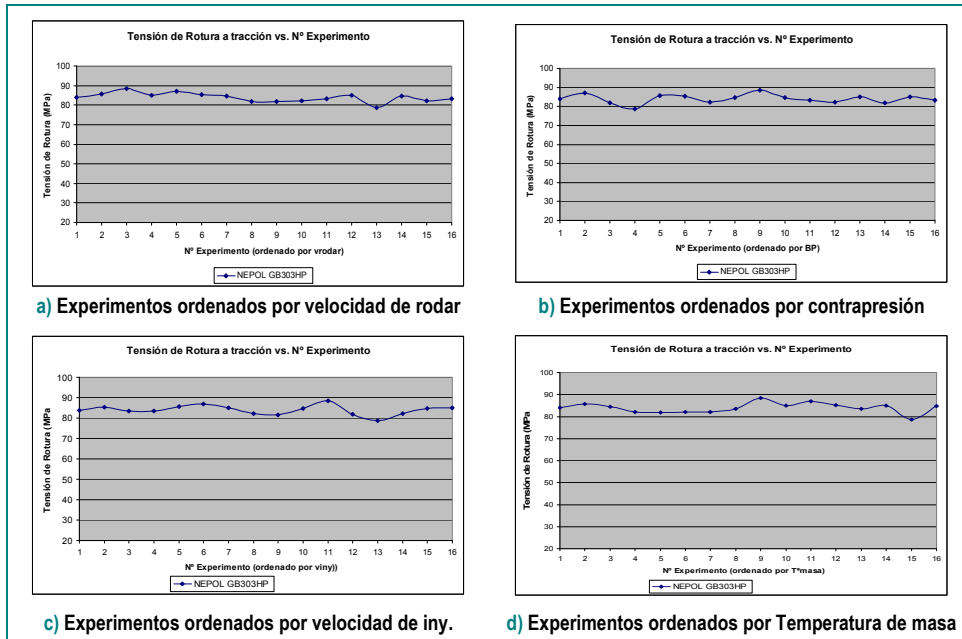 Tensión de Rotura a tracción vs. Nº Experimento
Tensión de Rotura (MPa)
100
90
80
70
60
50
40
30
20
1 2 3 4 5 6 7 8 9 10 11 12 13 14 15 16
Nº Experimento (ordenado por vrodar)
NEPOL GB303HP
a) Experimentos ordenados por velocidad de rodar
Tensión de Rotura a tracción vs. Nº Experimento
Tensión de Rotura (MPa)
100
90
80
70
60
50
40
30
20
1 2 3 4 5 6 7 8 9 10 11 12 13 14 15 16
Nº Experimento (ordenado por BP)
NEPOL GB303HP
b) Experimentos ordenados por contrapresión
Tensión de Rotura a tracción vs. Nº Experimento
Tensión de Rotura (MPa
100
90
80
70
60
50
40
30
20
1 2 3 4 5 6 7 8 9 10 11 12 13 14 15 16
Nº Experimento (ordenado por viny))
NEPOL GB303HP
c) Experimentos ordenados por velocidad de iny.
Tensión de Rotura a tracción vs. Nº Experimento
Tensión de Rotura (MPa
100
90
80
70
60
50
40
30
20
1 2 3 4 5 6 7 8 9 10 11 12 13 14 15 16
Nº Experimento (ordenado por Tªmasa)
NEPOL GB303HP
d) Experimentos ordenados por Temperatura de masa